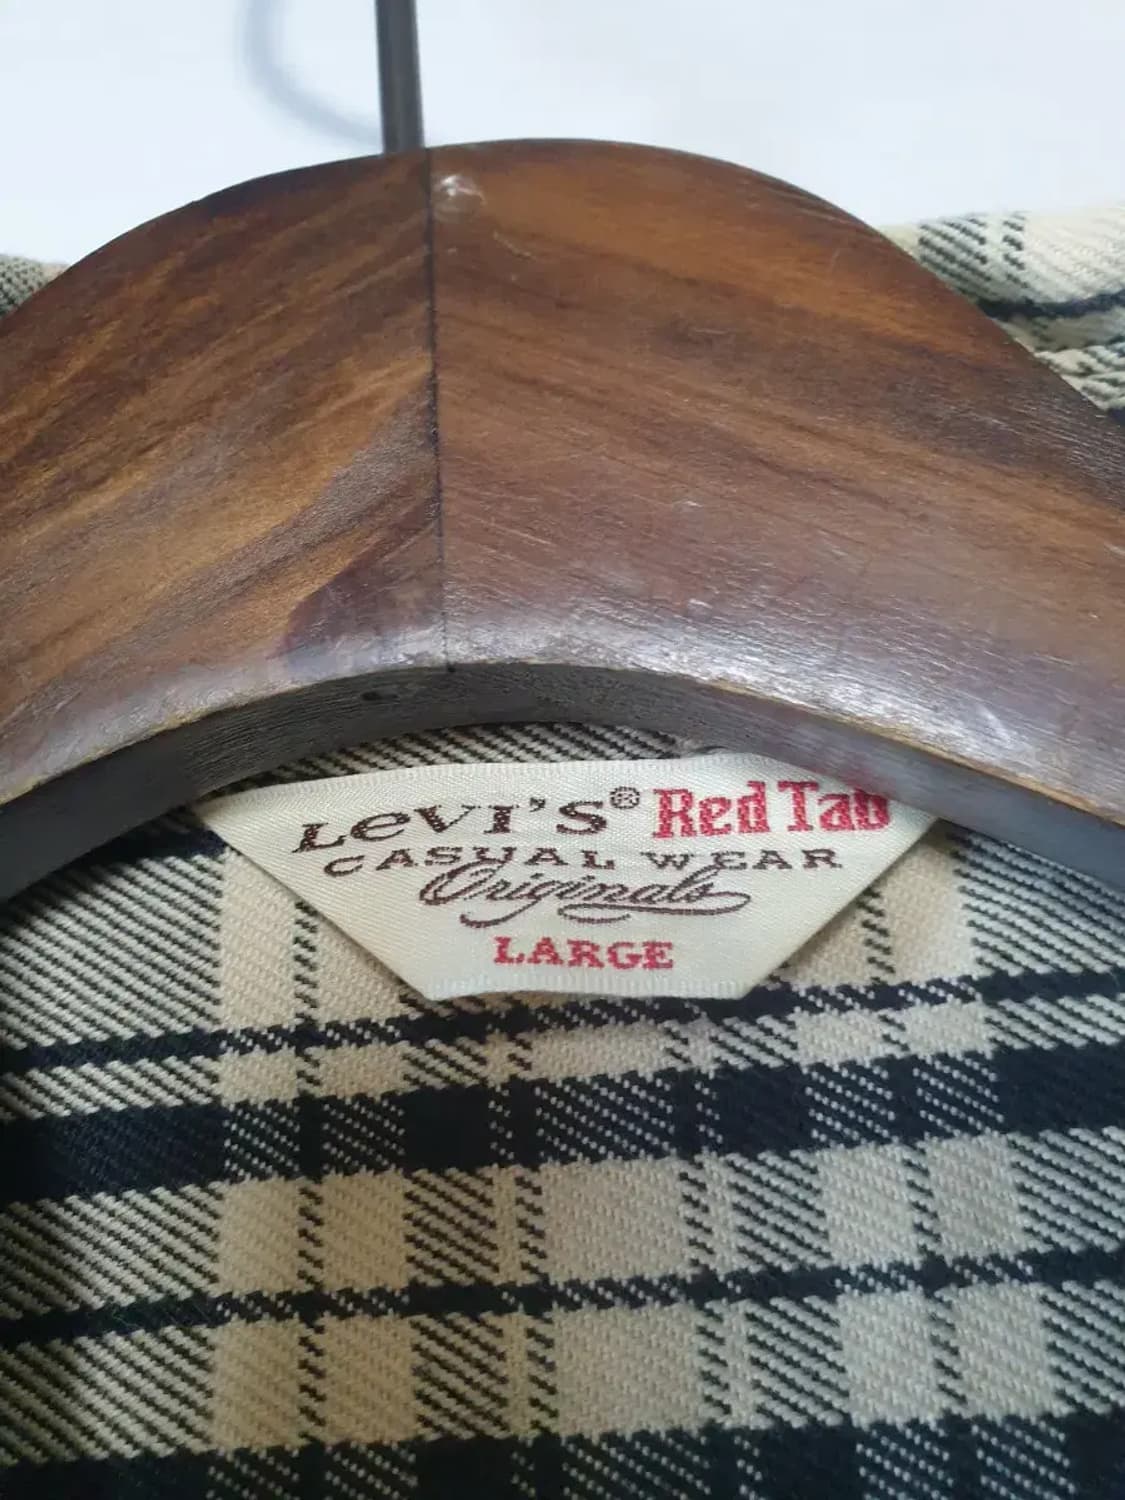 LeVI'S® Red Tab
CASUAL WEAR
Originals
LARGE